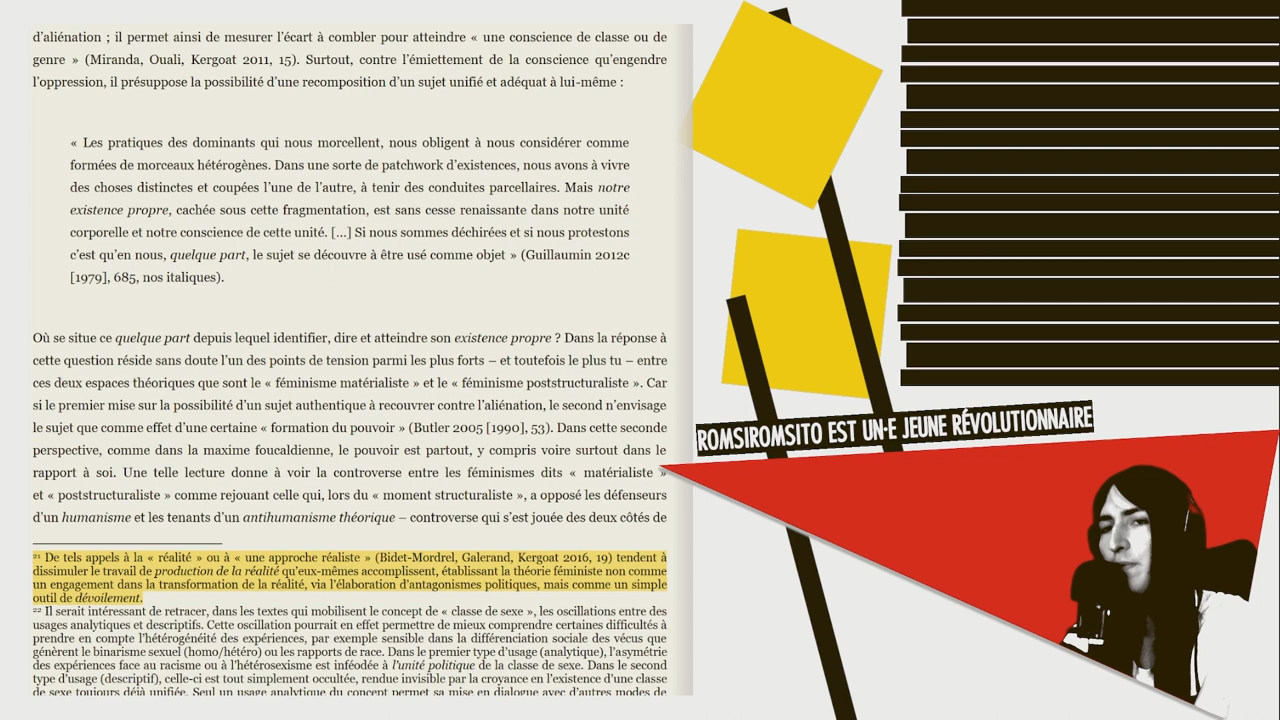 d'aliénation ; il permet ainsi de mesurer l'écart à combler pour atteindre « une conscience de classe ou de
genre » (Miranda, Ouali, Kergoat 2011, 15). Surtout, contre l'émiettement de la conscience qu'engendre
l'oppression, il présuppose la possibilité d'une recomposition d'un sujet unifié et adéquat à lui-même :
« Les pratiques des dominants qui nous morcellent, nous obligent à nous considérer comme
formées de morceaux hétérogènes. Dans une sorte de patchwork d'existences, nous avons à vivre
des choses distinctes et coupées l'une de l'autre, à tenir des conduites parcellaires. Mais notre
existence propre, cachée sous cette fragmentation, est sans cesse renaissante dans notre unité
corporelle et notre conscience de cette unité. [...] Si nous sommes déchirées et si nous protestons
c'est qu'en nous, quelque part, le sujet se découvre à être usé comme objet » (Guillaumin 2012c
[1979], 685, nos italiques).
Où se situe ce quelque part depuis lequel identifier, dire et atteindre son existence propre ? Dans la réponse à
cette question réside sans doute l'un des points de tension parmi les plus forts – et toutefois le plus tu – entre
ces deux espaces théoriques que sont le « féminisme matérialiste » et le « féminisme poststructuraliste ». Car
si le premier mise sur la possibilité d'un sujet authentique à recouvrer contre l'aliénation, le second n'envisage
le sujet que comme effet d'une certaine « formation du pouvoir » (Butler 2005 [1990], 53). Dans cette seconde
perspective, comme dans la maxime foucaldienne, le pouvoir est partout, y compris voire surtout dans le
rapport à soi. Une telle lecture donne à voir la controverse entre les féminismes dits « matérialiste »
et « poststructuraliste » comme rejouant celle qui, lors du « moment structuraliste », a opposé les défenseurs
d'un humanisme et les tenants d'un antihumanisme théorique – controverse qui s'est jouée des deux côtés de
²¹ De tels appels à la « réalité » ou à « une approche réaliste » (Bidet-Mordrel, Galerand, Kergoat 2016, 19) tendent à
dissimuler le travail de production de la réalité qu'eux-mêmes accomplissent, établissant la théorie féministe non comme
un engagement dans la transformation de la réalité, via l'élaboration d'antagonismes politiques, mais comme un simple
outil de dévoilement.
²² Il serait intéressant de retracer, dans les textes qui mobilisent le concept de « classe de sexe », les oscillations entre des
usages analytiques et descriptifs. Cette oscillation pourrait en effet permettre de mieux comprendre certaines difficultés à
prendre en compte l'hétérogénéité des expériences, par exemple sensible dans la différenciation sociale des vécus que
génèrent le binarisme sexuel (homo/hétéro) ou les rapports de race. Dans le premier type d'usage (analytique), l'asymétrie
des expériences face au racisme ou à l'hétérosexisme est inféodée à l'unité politique de la classe de sexe. Dans le second
type d'usage (descriptif), celle-ci est tout simplement occultée, rendue invisible par la croyance en l'existence d'une classe
de sexe toujours déjà unifiée. Seul un usage analytique du concept permet sa mise en dialogue avec d'autres modes de
ROMSIROMSITO EST UN·E JEUNE RÉVOLUTIONNAIRE